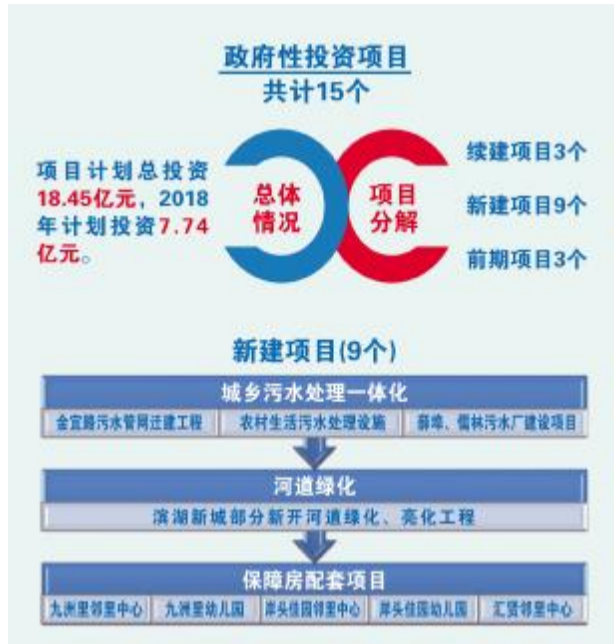 政府性投资项目
共计15个
项目计划总投资
18.45亿元，2018
年计划投资7.74
亿元。
总体
情况
项目
分解
续建项目3个
新建项目9个
前期项目3个
新建项目(9个)
城乡污水处理一体化
金宜路污水管网迁建工程
农村生活污水处理设施
薛埠、儒林污水厂建设项目
河道绿化
滨湖新城部分新开河道绿化、亮化工程
保障房配套项目
九洲里邻里中心
九洲里幼儿园
岸头佳园邻里中心
岸头佳园幼儿园
汇贤邻里中心